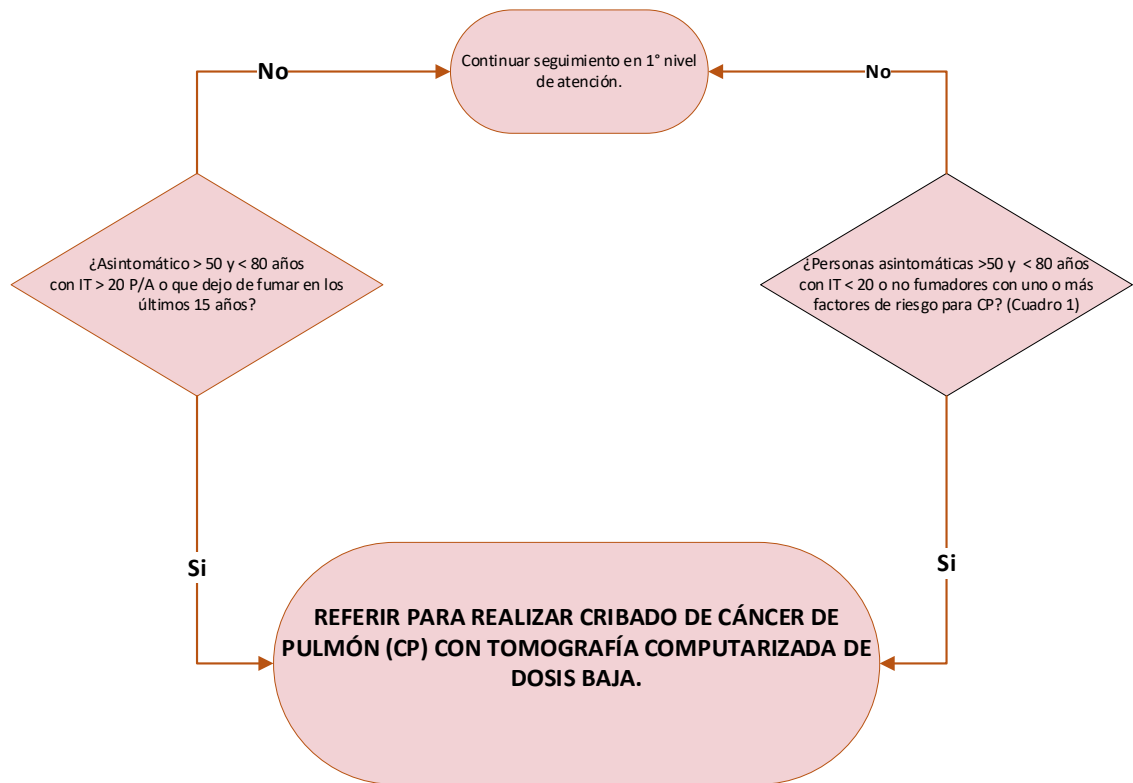 Continuar seguimiento en 1° nivel
de atención.
No
No
¿Asintomático > 50 y < 80 años
con IT > 20 P/A o que dejo de fumar en los
últimos 15 años?
¿Personas asintomáticas >50 y < 80 años
con IT < 20 o no fumadores con uno o más
factores de riesgo para CP? (Cuadro 1)
Si
Si
REFERIR PARA REALIZAR CRIBADO DE CÁNCER DE
PULMÓN (CP) CON TOMOGRAFÍA COMPUTARIZADA DE
DOSIS BAJA.